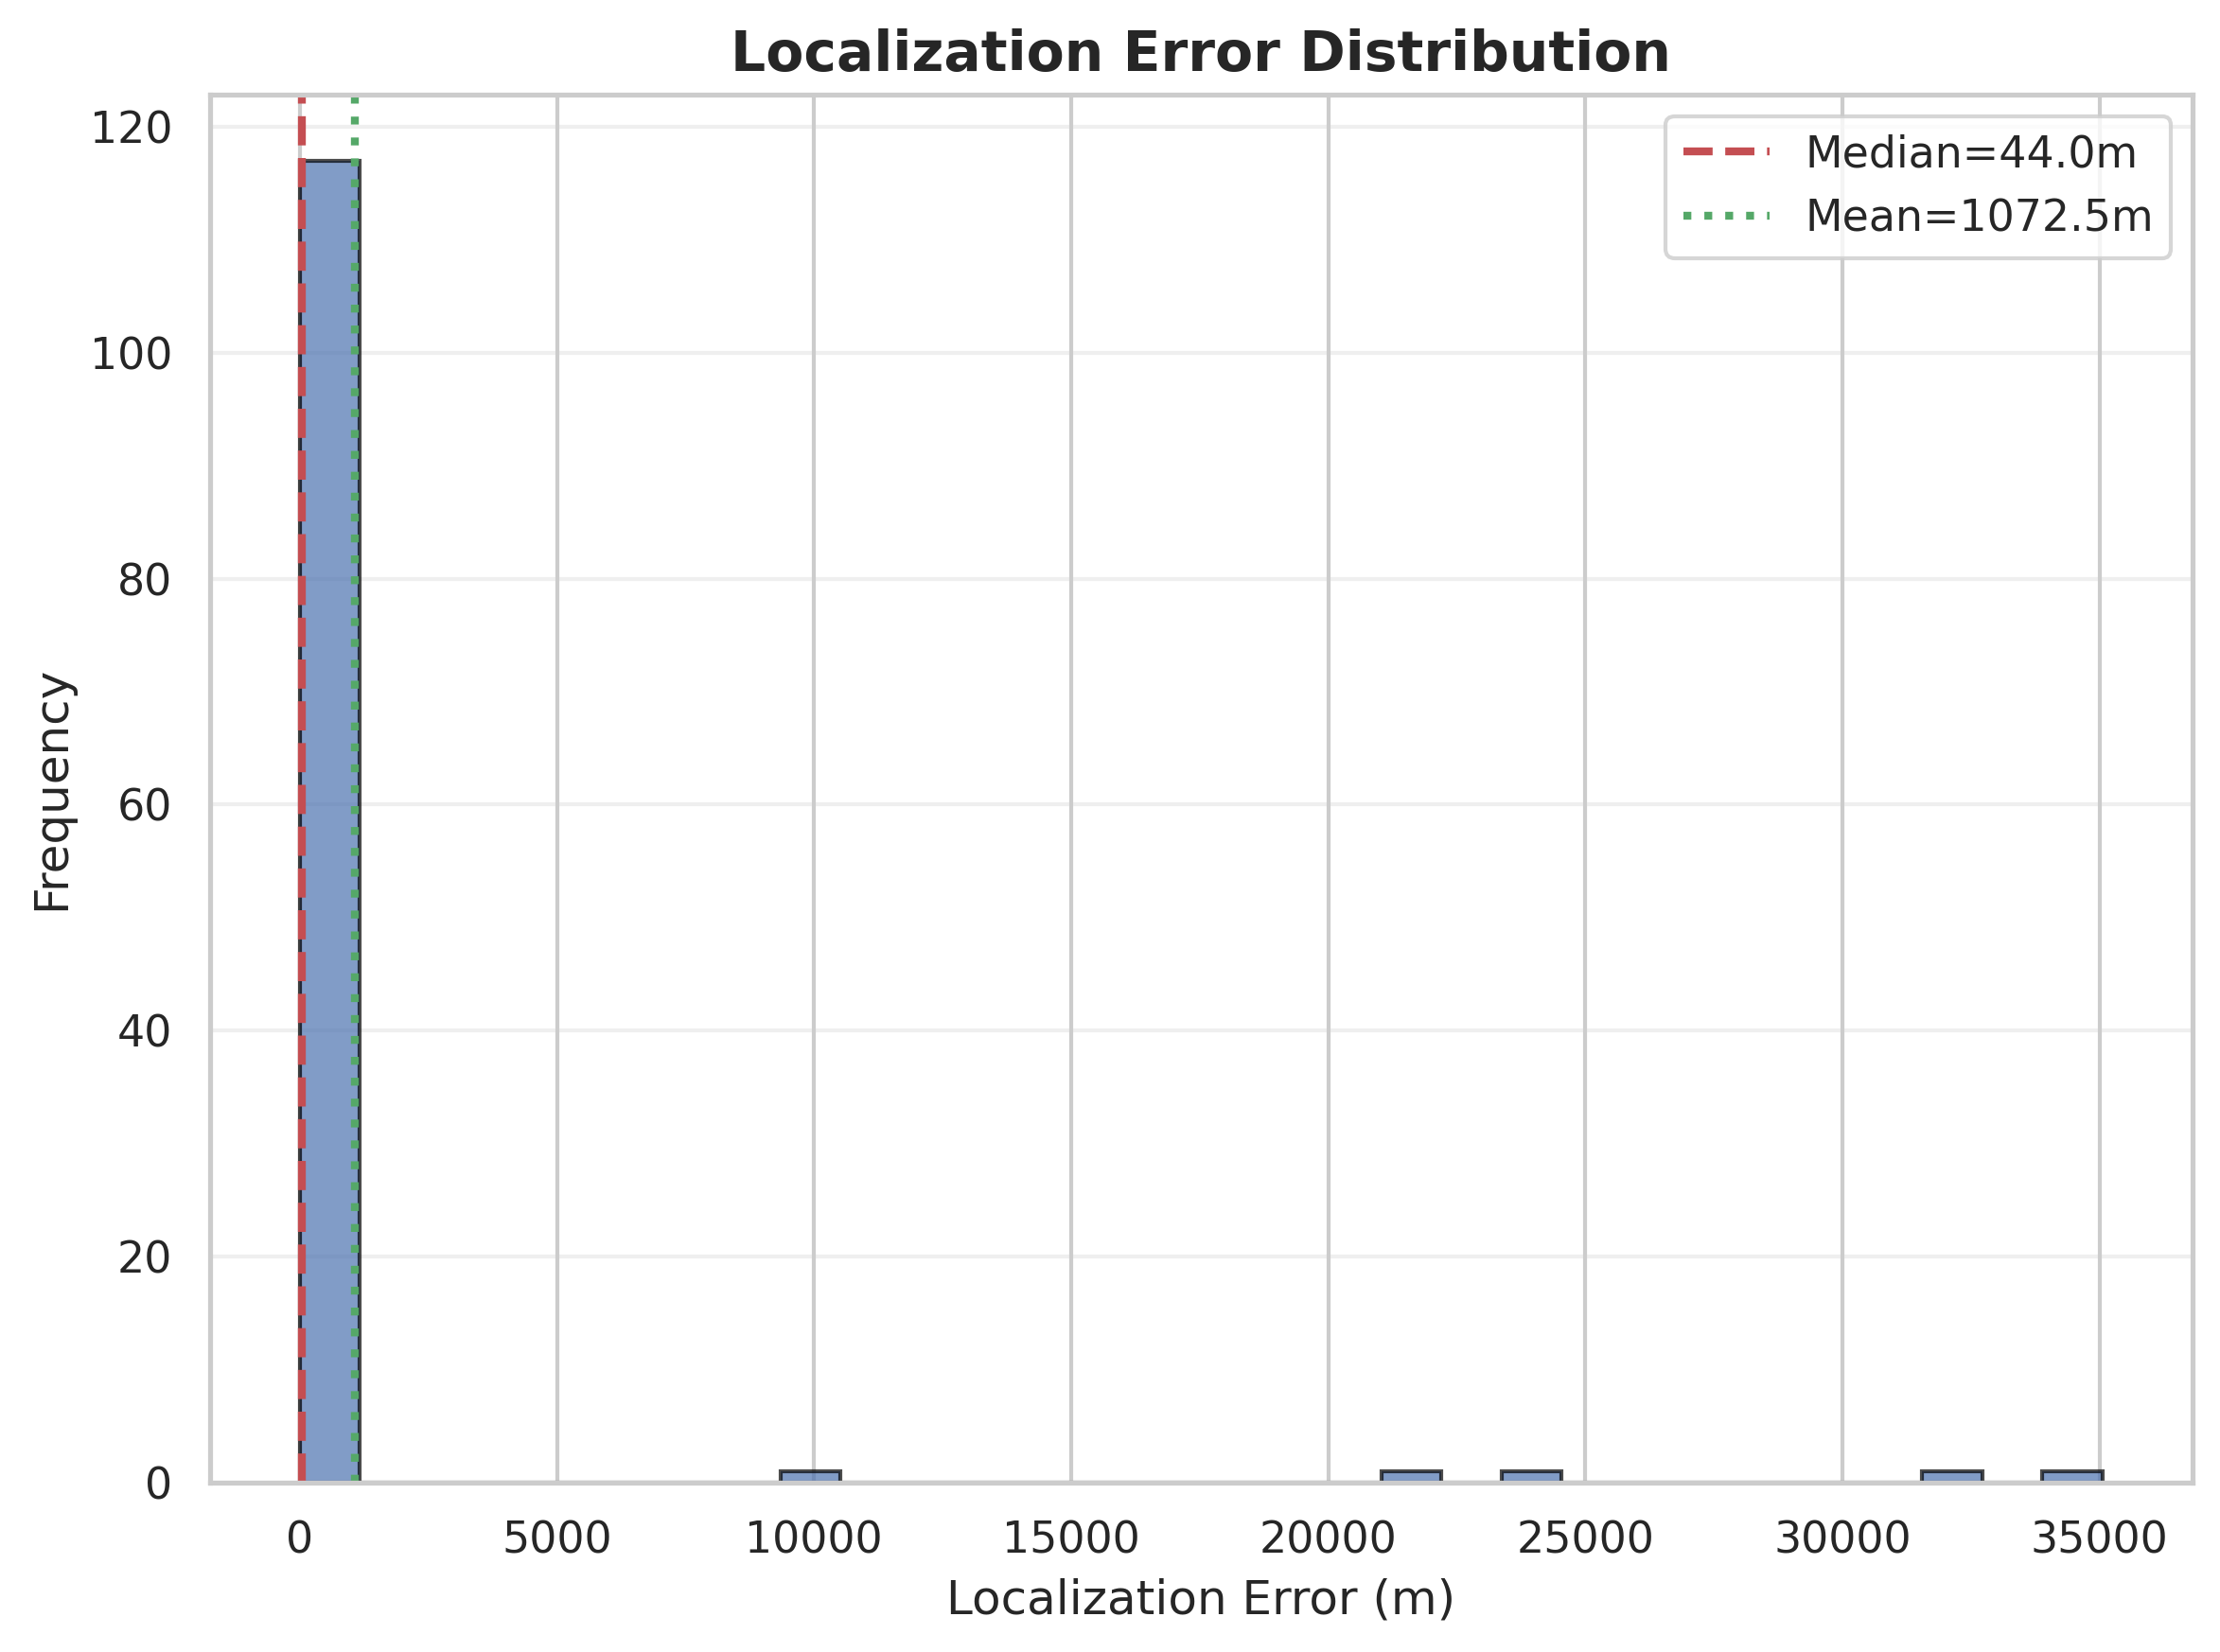 Localization Error Distribution
Median=44.0m
Mean=1072.5m
Frequency
120
100
80
60
40
20
0
0 5000 10000 15000 20000 25000 30000 35000
Localization Error (m)